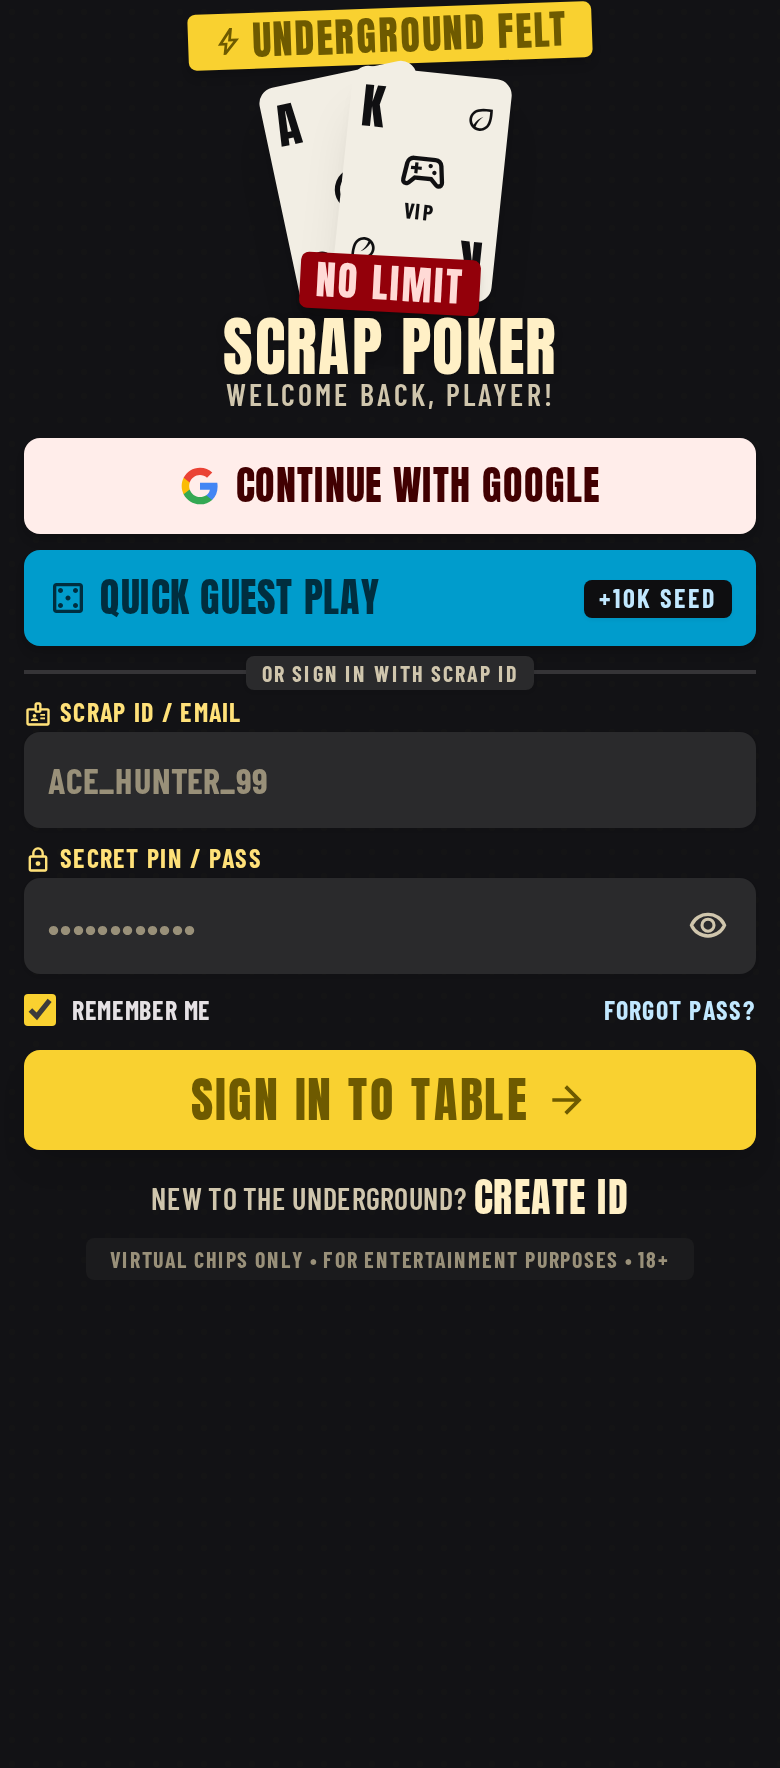 UNDERGROUND FELT
A
K
VIP
NO LIMIT
SCRAP POKER
WELCOME BACK, PLAYER!
CONTINUE WITH GOOGLE
QUICK GUEST PLAY
+10K SEED
OR SIGN IN WITH SCRAP ID
SCRAP ID / EMAIL
ACE_HUNTER_99
SECRET PIN / PASS
••••••••••••
REMEMBER ME
FORGOT PASS?
SIGN IN TO TABLE
NEW TO THE UNDERGROUND? CREATE ID
VIRTUAL CHIPS ONLY • FOR ENTERTAINMENT PURPOSES • 18+